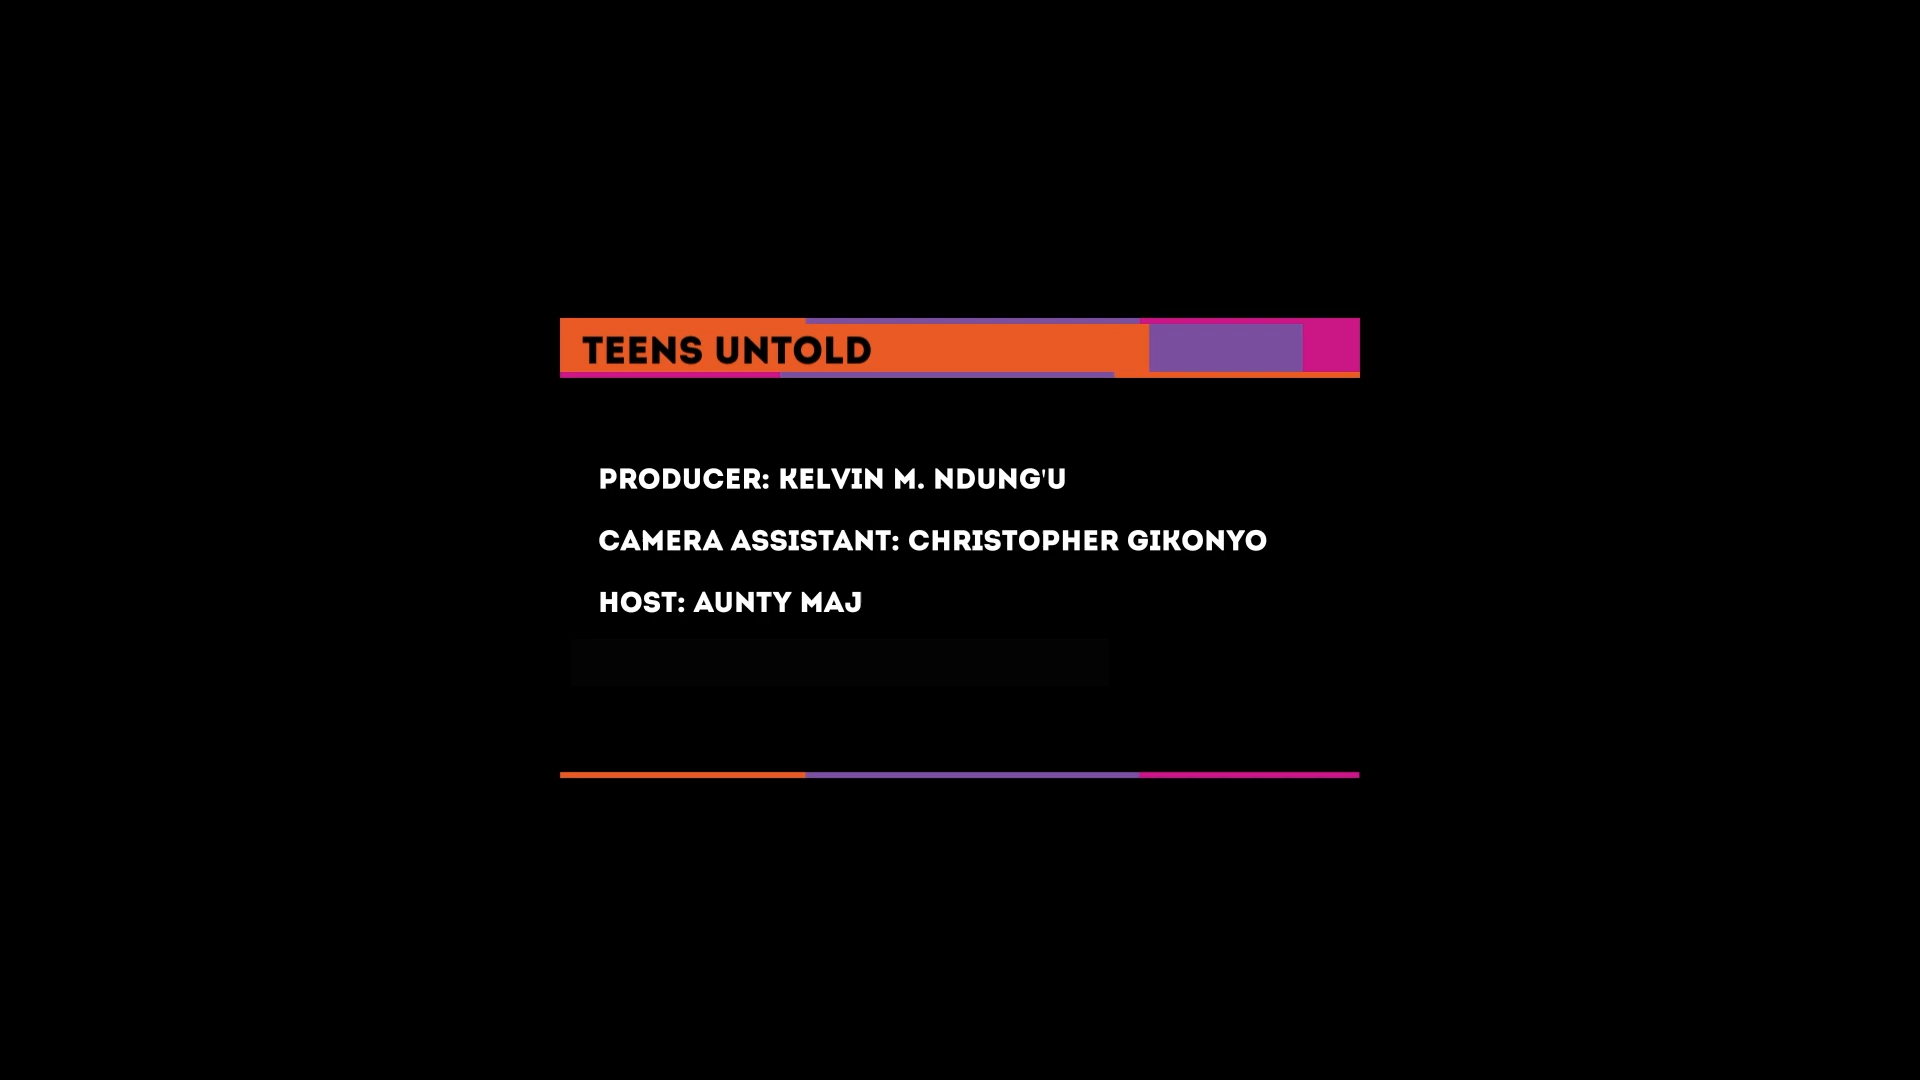 TEENS UNTOLD
PRODUCER: KELVIN M. NDUNG'U
CAMERA ASSISTANT: CHRISTOPHER GIKONYO
HOST: AUNTY MAJ